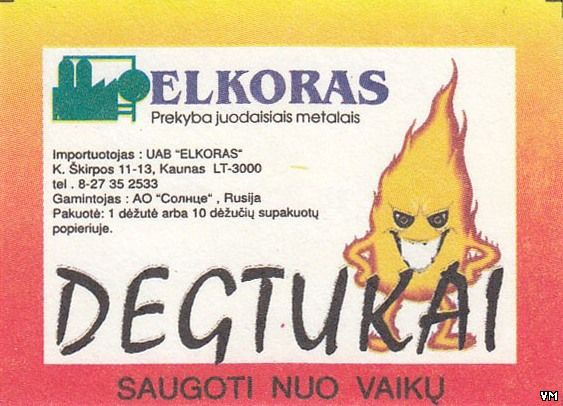 ELKORAS
Prekyba juodaisiais metalais
Importuotojas : UAB "ELKORAS"
K. Škirpos 11-13, Kaunas LT-3000
tel . 8-27 35 2533
Gamintojas : AO "Солнце" , Rusija
Pakuotė: 1 dėžutė arba 10 dėžučių supakuotų
popieriuje.
DEGTUKAI
SAUGOTI NUO VAIKŲ
VM